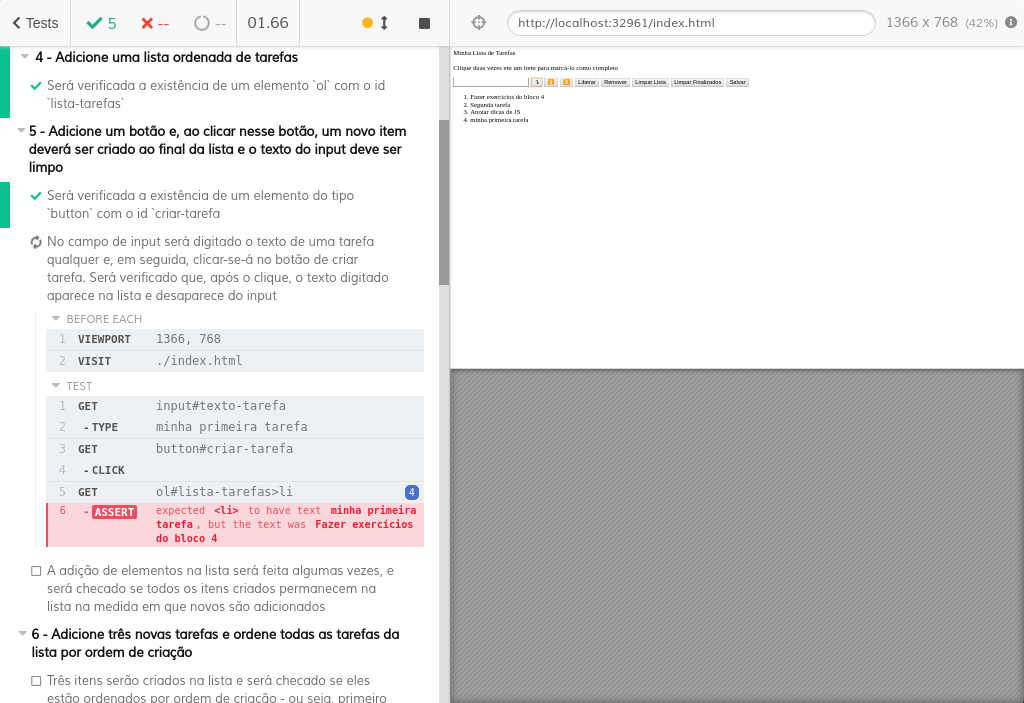 Tests
5
--
--
01.66
http://localhost:32961/index.html
1366 x 768 (42%)
4 - Adicione uma lista ordenada de tarefas
Será verificada a existência de um elemento `ol` com o id
`lista-tarefas`
5 - Adicione um botão e, ao clicar nesse botão, um novo item
deverá ser criado ao final da lista e o texto do input deve ser
limpo
Será verificada a existência de um elemento do tipo
`button` com o id `criar-tarefa
No campo de input será digitado o texto de uma tarefa
qualquer e, em seguida, clicar-se-á no botão de criar
tarefa. Será verificado que, após o clique, o texto digitado
aparece na lista e desaparece do input
BEFORE EACH
1 VIEWPORT 1366, 768
2 VISIT ./index.html
TEST
1 GET input#texto-tarefa
2 -TYPE minha primeira tarefa
3 GET button#criar-tarefa
4 -CLICK
5 GET ol#lista-tarefas>li 4
6 -ASSERT expected <li> to have text minha primeira
tarefa, but the text was Fazer exercícios
do bloco 4
A adição de elementos na lista será feita algumas vezes, e
será checado se todos os itens criados permanecem na
lista na medida em que novos são adicionados
6 - Adicione três novas tarefas e ordene todas as tarefas da
lista por ordem de criação
Três itens serão criados na lista e será checado se eles
estão ordenados por ordem de criação - ou seja, primeiro
Minha Lista de Tarefas
Clique duas vezes em um item para marcá-lo como completo
Liberar Remover Limpar Lista Limpar Finalizados Salvar
1. Fazer exercícios do bloco 4
2. Segunda tarefa
3. Anotar dicas de JS
4. minha primeira tarefa